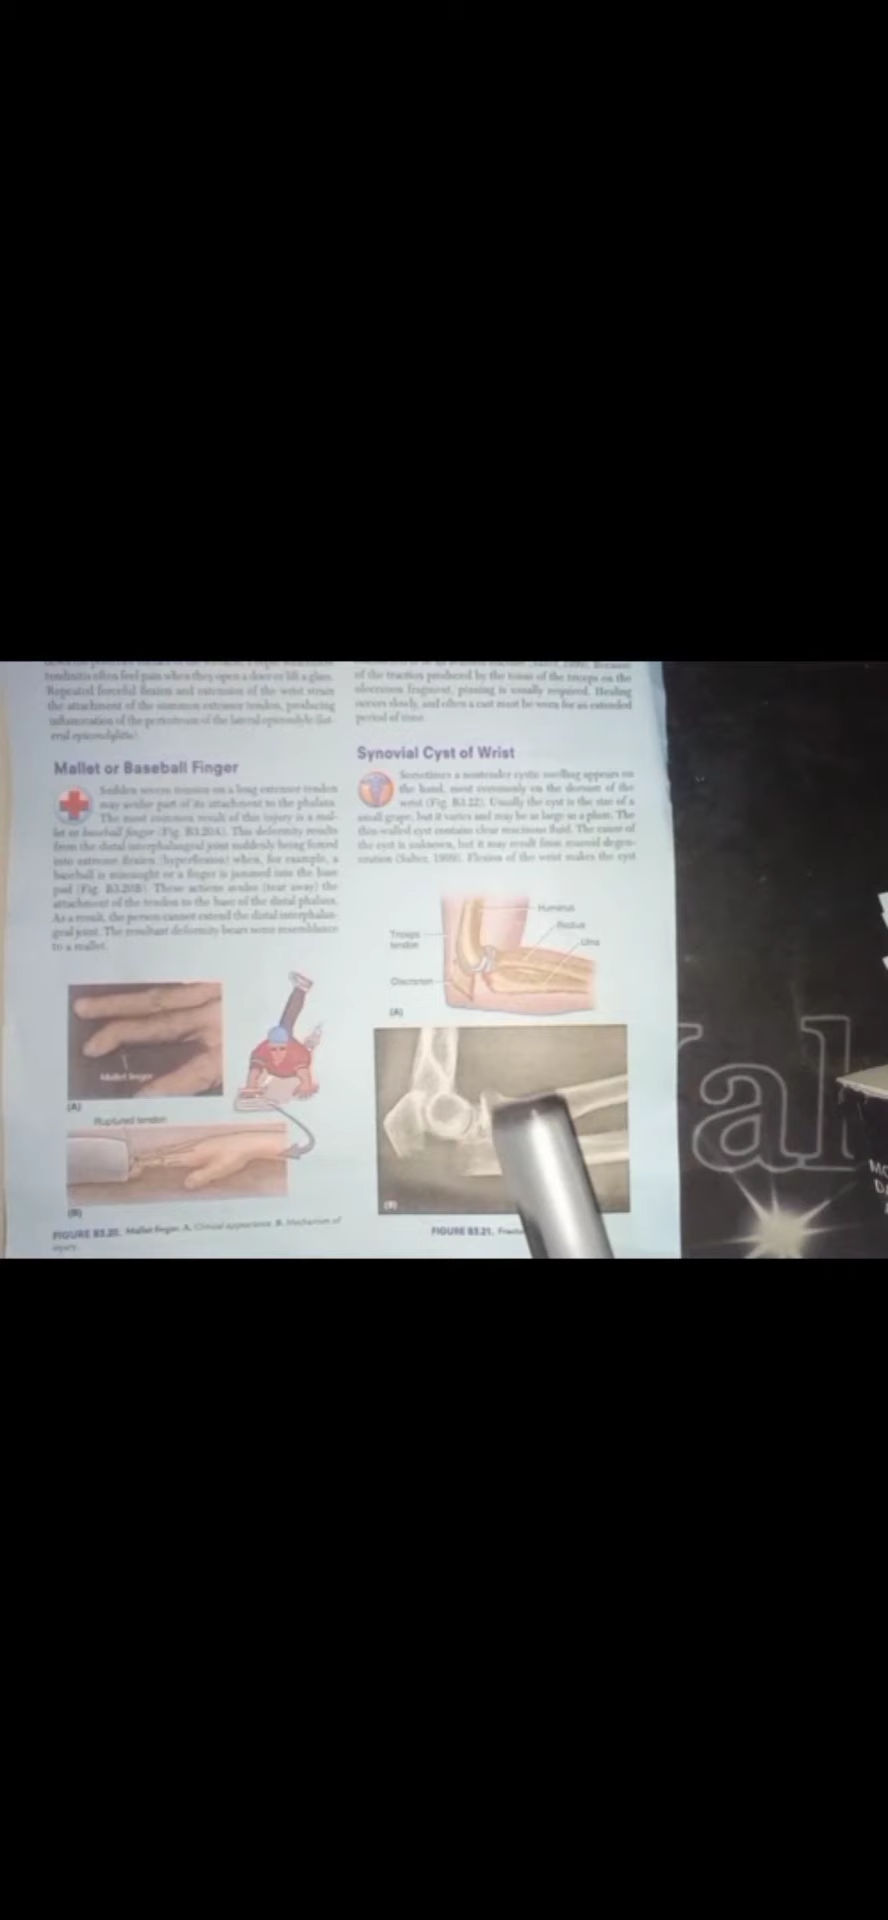 tendinitis often feel pain when they open a door or lift a glass.
Repeated forceful flexion and extension of the wrist strain
the attachment of the common extensor tendon, producing
inflammation of the periosteum of the lateral epicondyle (lat-
eral epicondylitis).
Mallet or Baseball Finger
Sudden severe tension on a long extensor tendon
may avulse part of its attachment to the phalanx.
The most common result of this injury is a mal-
let or baseball finger (Fig. B3.20A). This deformity results
from the distal interphalangeal joint suddenly being forced
into extreme flexion (hyperflexion) when, for example, a
baseball is miscaught or a finger is jammed into the base
pad (Fig. B3.20B). These actions avulse (tear away) the
attachment of the tendon to the base of the distal phalanx.
As a result, the person cannot extend the distal interphalan-
geal joint. The resultant deformity bears some resemblance
to a mallet.
Mallet finger
(A)
Ruptured tendon
(B)
FIGURE B3.20. Mallet finger. A. Clinical appearance. B. Mechanism of
injury.
of the traction produced by the tonus of the triceps on the
olecranon fragment, pinning is usually required. Healing
occurs slowly, and often a cast must be worn for an extended
period of time.
Synovial Cyst of Wrist
Sometimes a nontender cystic swelling appears on
the hand, most commonly on the dorsum of the
wrist (Fig. B3.22). Usually the cyst is the size of a
small grape, but it varies and may be as large as a plum. The
thin-walled cyst contains clear mucinous fluid. The cause of
the cyst is unknown, but it may result from mucoid degen-
eration (Salter, 1999). Flexion of the wrist makes the cyst
Humerus
Radius
Ulna
Triceps
tendon
Olecranon
(A)
(B)
FIGURE B3.21.
al
MO
DA